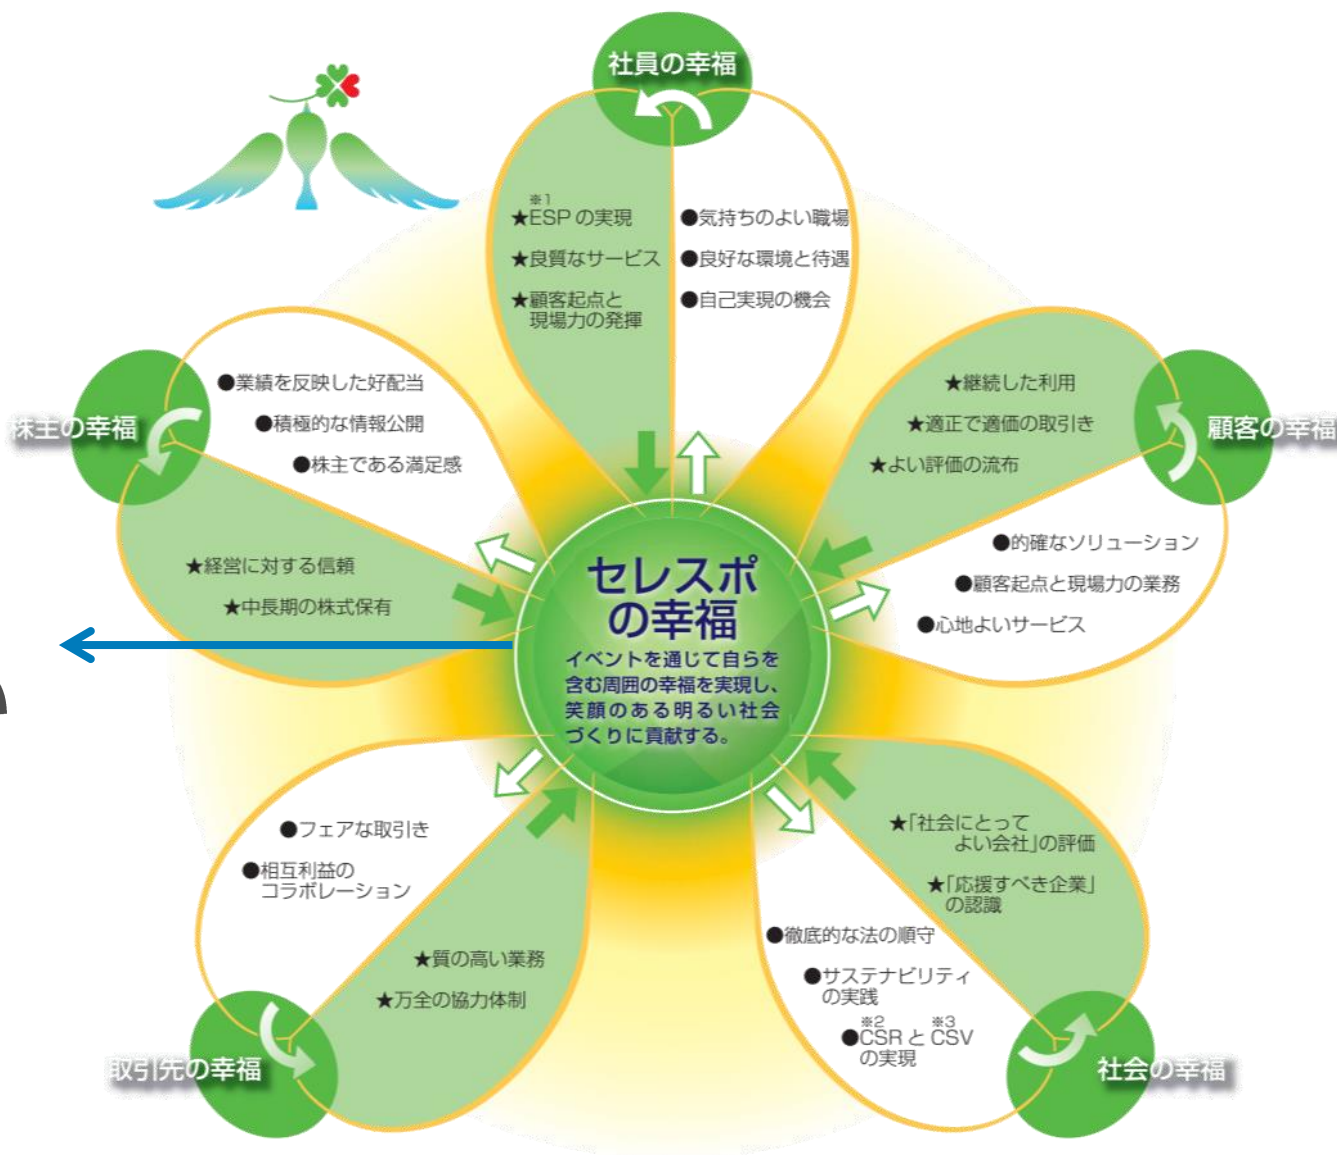 社員の幸福
※1
★ESPの実現
★良質なサービス
★顧客起点と
現場力の発揮
●気持ちのよい職場
●良好な環境と待遇
●自己実現の機会
顧客の幸福
★継続した利用
★適正で適価の取引き
★よい評価の流布
●的確なソリューション
●顧客起点と現場力の業務
●心地よいサービス
株主の幸福
●業績を反映した好配当
●積極的な情報公開
●株主である満足感
★経営に対する信頼
★中長期の株式保有
セレスポ
の幸福
イベントを通じて自らを
含む周囲の幸福を実現し、
笑顔のある明るい社会
づくりに貢献する。
●フェアな取引き
●相互利益の
コラボレーション
★質の高い業務
★万全の協力体制
取引先の幸福
★「社会にとって
よい会社」の評価
★「応援すべき企業」
の認識
●徹底的な法の順守
●サステナビリティ
の実践
※2 ※3
●CSRとCSV
の実現
社会の幸福